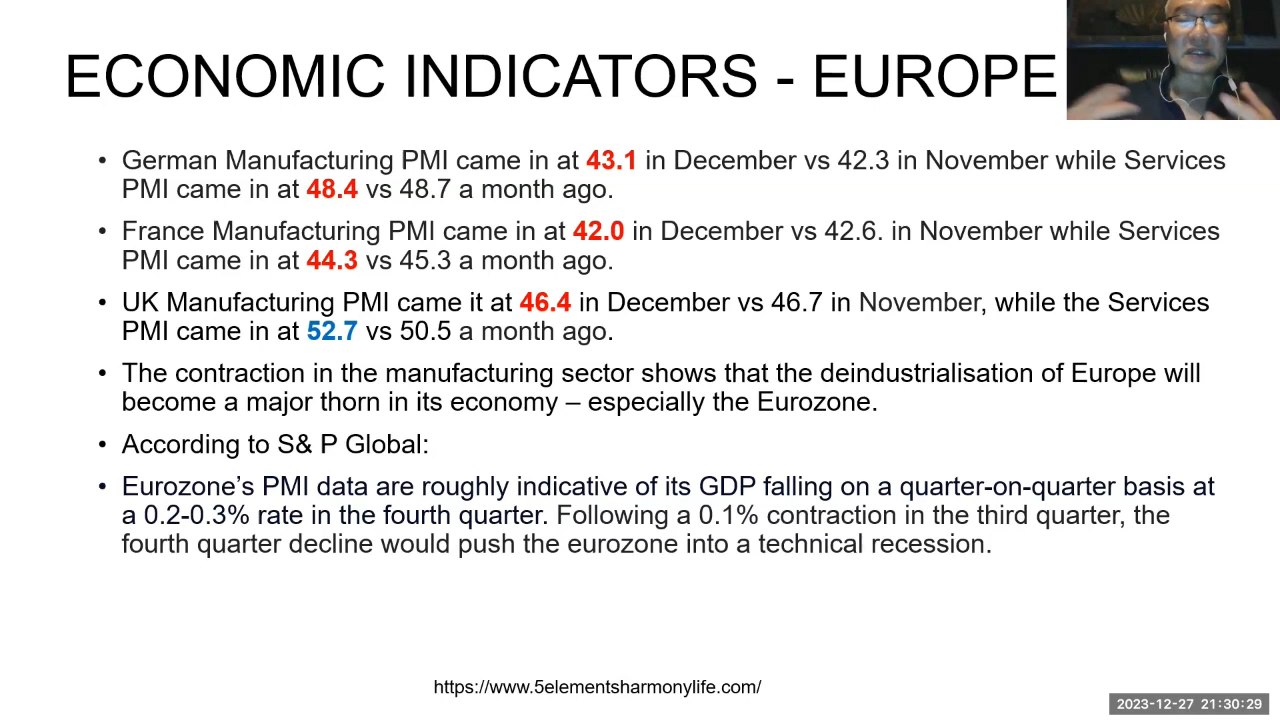 ECONOMIC INDICATORS - EUROPE
• German Manufacturing PMI came in at 43.1 in December vs 42.3 in November while Services
PMI came in at 48.4 vs 48.7 a month ago.
• France Manufacturing PMI came in at 42.0 in December vs 42.6. in November while Services
PMI came in at 44.3 vs 45.3 a month ago.
• UK Manufacturing PMI came it at 46.4 in December vs 46.7 in November, while the Services
PMI came in at 52.7 vs 50.5 a month ago.
• The contraction in the manufacturing sector shows that the deindustrialisation of Europe will
become a major thorn in its economy – especially the Eurozone.
• According to S& P Global:
• Eurozone’s PMI data are roughly indicative of its GDP falling on a quarter-on-quarter basis at
a 0.2-0.3% rate in the fourth quarter. Following a 0.1% contraction in the third quarter, the
fourth quarter decline would push the eurozone into a technical recession.
https://www.5elementsharmonylife.com/
2023-12-27 21:30:29